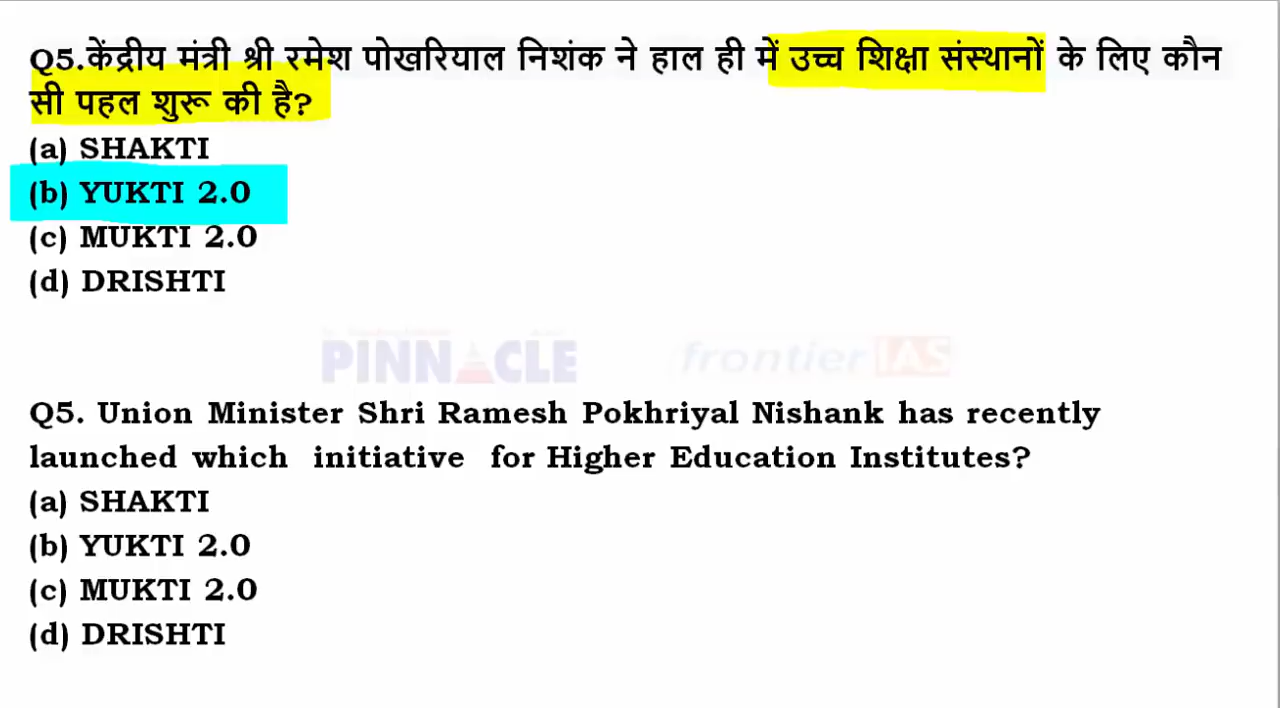 Q5.केंद्रीय मंत्री श्री रमेश पोखरियाल निशंक ने हाल ही में उच्च शिक्षा संस्थानों के लिए कौन
सी पहल शुरू की है?
(a) SHAKTI
(b) YUKTI 2.0
(c) MUKTI 2.0
(d) DRISHTI
PINNACLE frontier IAS
Q5. Union Minister Shri Ramesh Pokhriyal Nishank has recently
launched which initiative for Higher Education Institutes?
(a) SHAKTI
(b) YUKTI 2.0
(c) MUKTI 2.0
(d) DRISHTI